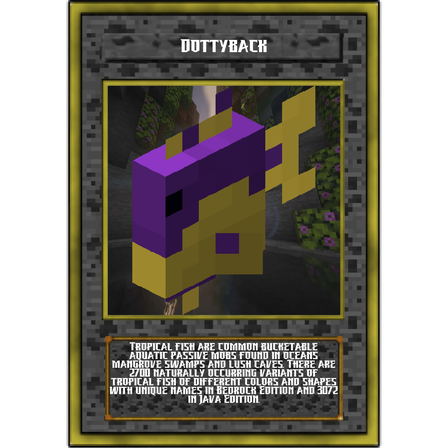 DOTTYBACK
TROPICAL FISH ARE COMMON BUCKETABLE
AQUATIC PASSIVE MOBS FOUND IN OCEANS
MANGROVE SWAMPS AND LUSH CAVES. THERE ARE
2700 NATURALLY OCCURRING VARIANTS OF
TROPICAL FISH OF DIFFERENT COLORS AND SHAPES
WITH UNIQUE NAMES IN BEDROCK EDITION AND 3072
IN JAVA EDITION.